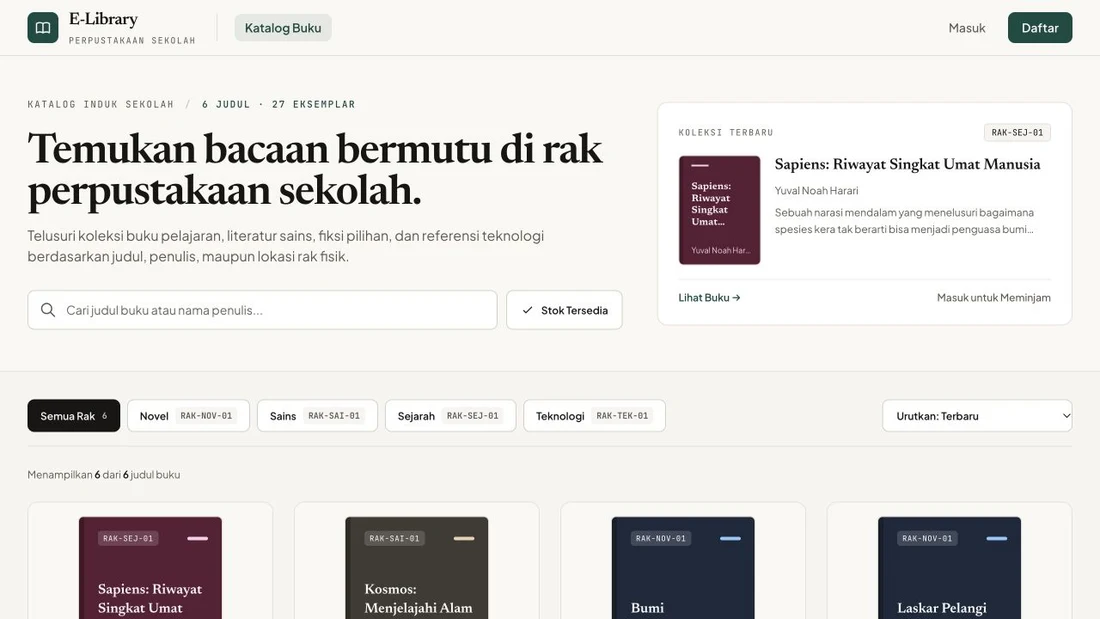 E-Library
PERPUSTAKAAN SEKOLAH
Katalog Buku
Masuk
Daftar
KATALOG INDUK SEKOLAH / 6 JUDUL · 27 EKSEMPLAR
Temukan bacaan bermutu di rak
perpustakaan sekolah.
Telusuri koleksi buku pelajaran, literatur sains, fiksi pilihan, dan referensi teknologi
berdasarkan judul, penulis, maupun lokasi rak fisik.
Cari judul buku atau nama penulis...
Stok Tersedia
KOLEKSI TERBARU
RAK-SEJ-01
Sapiens:
Riwayat
Singkat
Umat...
Yuval Noah Har...
Sapiens: Riwayat Singkat Umat Manusia
Yuval Noah Harari
Sebuah narasi mendalam yang menelusuri bagaimana
spesies kera tak berarti bisa menjadi penguasa bumi...
Lihat Buku →
Masuk untuk Meminjam
Semua Rak 6
Novel RAK-NOV-01
Sains RAK-SAI-01
Sejarah RAK-SEJ-01
Teknologi RAK-TEK-01
Urutkan: Terbaru
Menampilkan 6 dari 6 judul buku
RAK-SEJ-01
Sapiens: Riwayat
Singkat Umat
RAK-SAI-01
Kosmos:
Menjelajahi Alam
RAK-NOV-01
Bumi
RAK-NOV-01
Laskar Pelangi